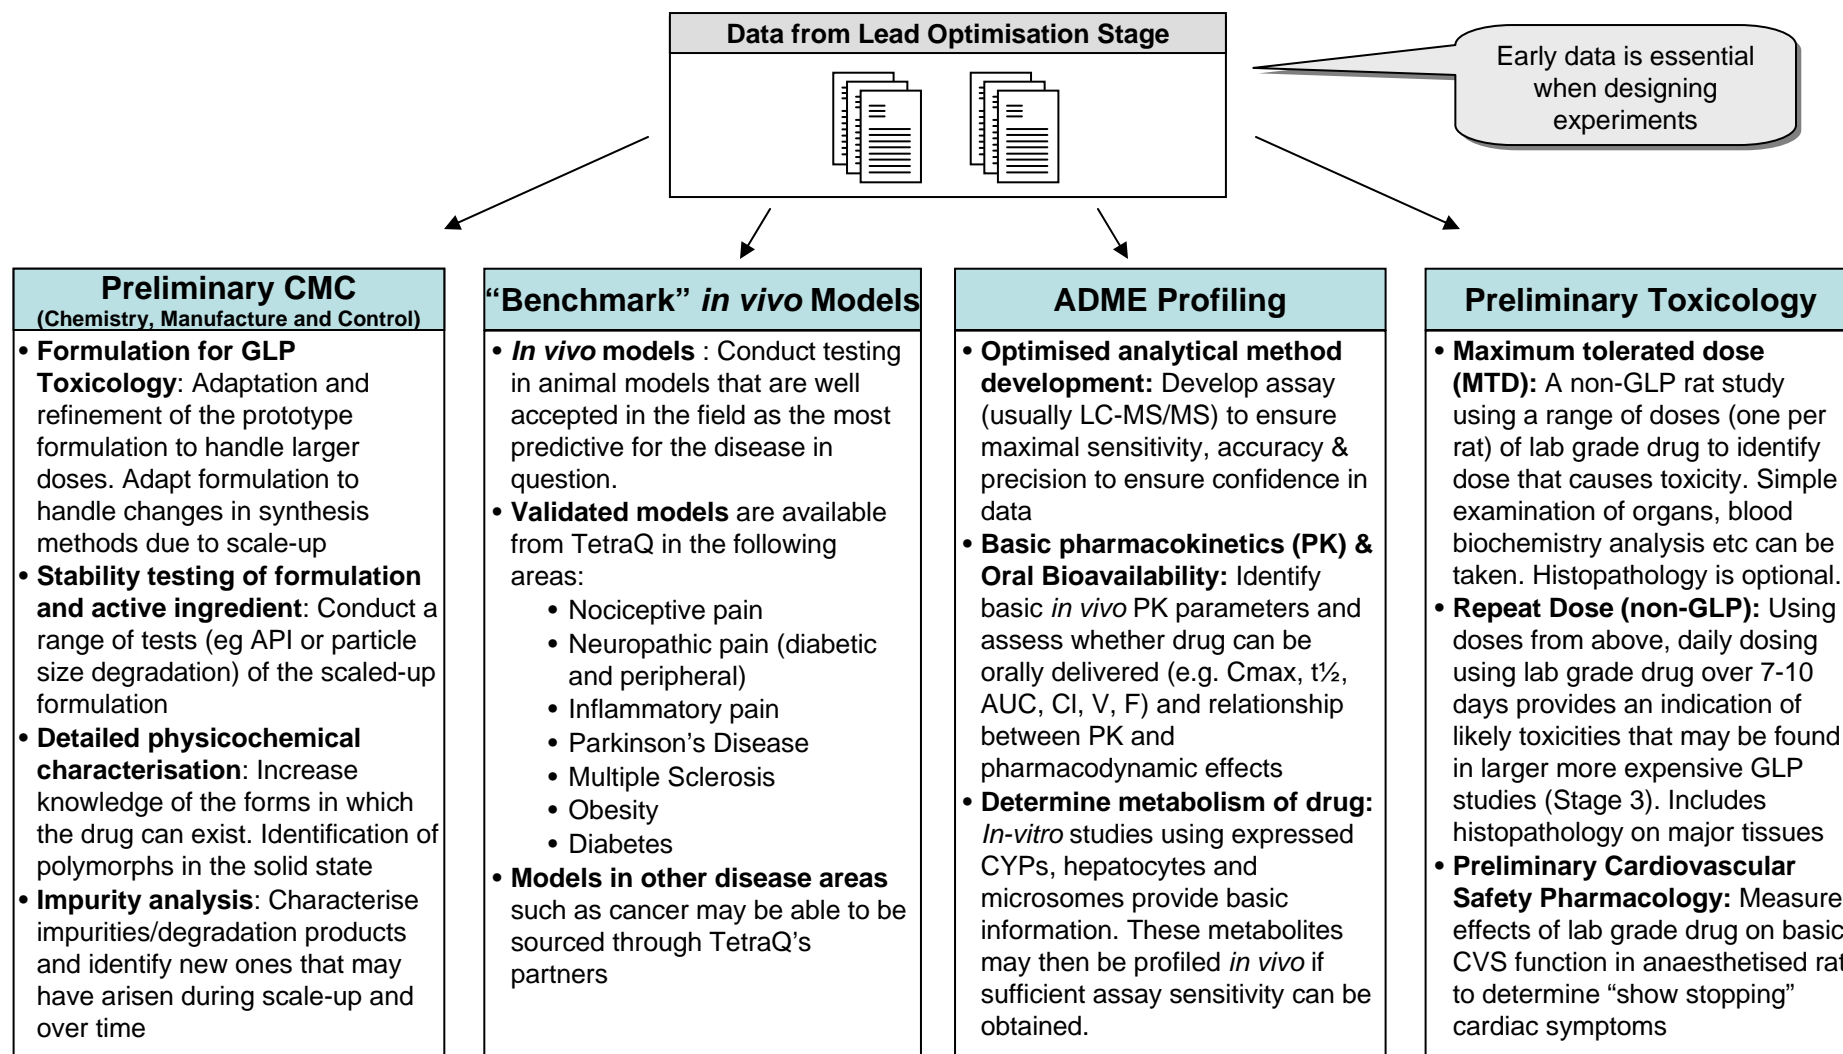 Data from Lead Optimisation Stage
Early data is essential
when designing
experiments
Preliminary CMC
(Chemistry, Manufacture and Control)
• Formulation for GLP
Toxicology: Adaptation and
refinement of the prototype
formulation to handle larger
doses. Adapt formulation to
handle changes in synthesis
methods due to scale-up
• Stability testing of formulation
and active ingredient: Conduct a
range of tests (eg API or particle
size degradation) of the scaled-up
formulation
• Detailed physicochemical
characterisation: Increase
knowledge of the forms in which
the drug can exist. Identification of
polymorphs in the solid state
• Impurity analysis: Characterise
impurities/degradation products
and identify new ones that may
have arisen during scale-up and
over time
“Benchmark” in vivo Models
• In vivo models : Conduct testing
in animal models that are well
accepted in the field as the most
predictive for the disease in
question.
• Validated models are available
from TetraQ in the following
areas:
• Nociceptive pain
• Neuropathic pain (diabetic
and peripheral)
• Inflammatory pain
• Parkinson’s Disease
• Multiple Sclerosis
• Obesity
• Diabetes
• Models in other disease areas
such as cancer may be able to be
sourced through TetraQ’s
partners
ADME Profiling
• Optimised analytical method
development: Develop assay
(usually LC-MS/MS) to ensure
maximal sensitivity, accuracy &
precision to ensure confidence in
data
• Basic pharmacokinetics (PK) &
Oral Bioavailability: Identify
basic in vivo PK parameters and
assess whether drug can be
orally delivered (e.g. Cmax, t½,
AUC, Cl, V, F) and relationship
between PK and
pharmacodynamic effects
• Determine metabolism of drug:
In-vitro studies using expressed
CYPs, hepatocytes and
microsomes provide basic
information. These metabolites
may then be profiled in vivo if
sufficient assay sensitivity can be
obtained.
Preliminary Toxicology
• Maximum tolerated dose
(MTD): A non-GLP rat study
using a range of doses (one per
rat) of lab grade drug to identify
dose that causes toxicity. Simple
examination of organs, blood
biochemistry analysis etc can be
taken. Histopathology is optional.
• Repeat Dose (non-GLP): Using
doses from above, daily dosing
using lab grade drug over 7-10
days provides an indication of
likely toxicities that may be found
in larger more expensive GLP
studies (Stage 3). Includes
histopathology on major tissues
• Preliminary Cardiovascular
Safety Pharmacology: Measure
effects of lab grade drug on basic
CVS function in anaesthetised rat
to determine “show stopping”
cardiac symptoms